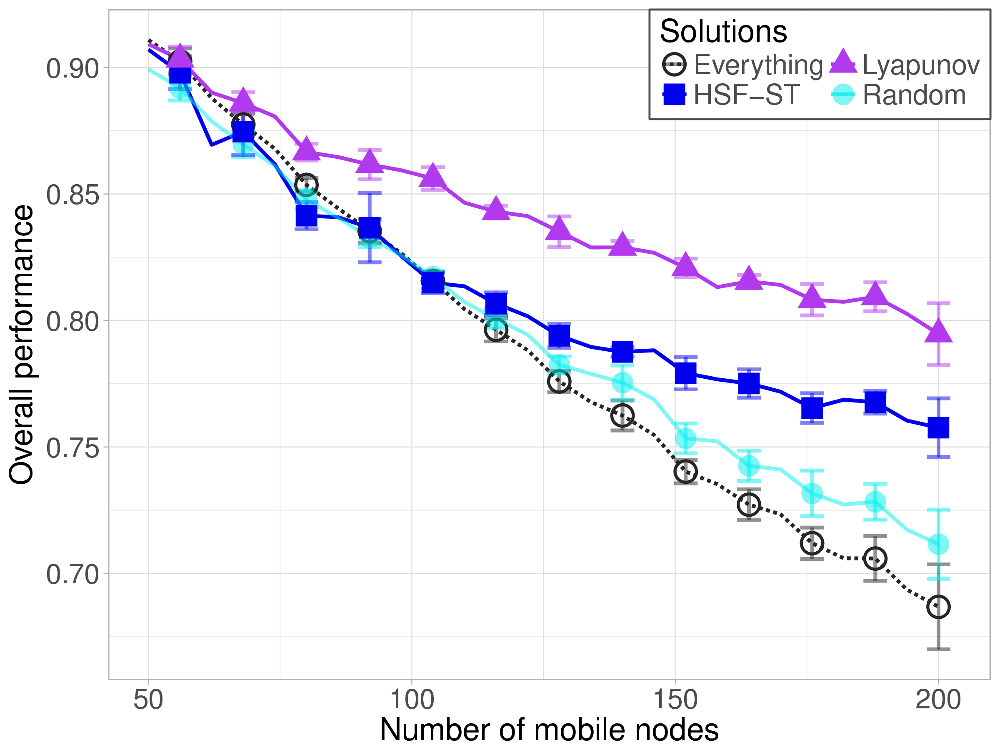 Solutions
Everything
Lyapunov
HSF−ST
Random
Overall performance
0.90
0.85
0.80
0.75
0.70
50
100
150
200
Number of mobile nodes